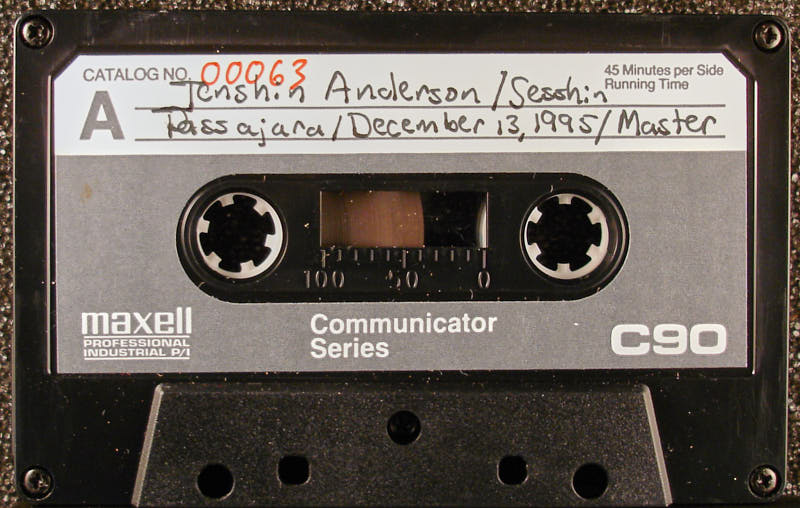 CATALOG NO. 00063
45 Minutes per Side
Running Time
A
Tenshin Anderson/Sesshin
Tassajara/December 13, 1995/Master
100 50 0
maxell
PROFESSIONAL
INDUSTRIAL P/I
Communicator
Series
C90